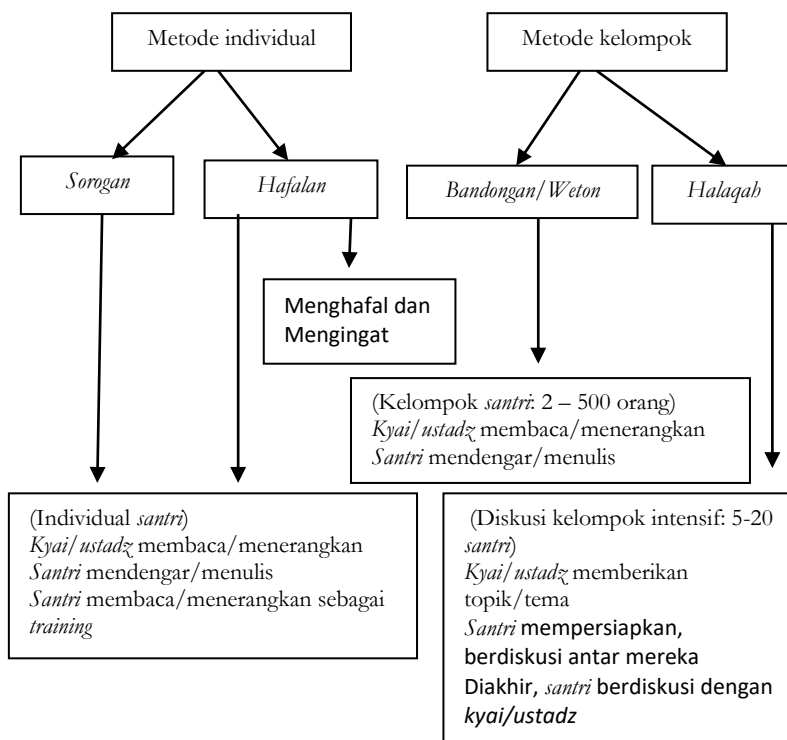 Metode individual
Metode kelompok
Sorogan
Hafalan
Bandongan/Weton
Halaqah
Menghafal dan
Mengingat
(Kelompok santri: 2 – 500 orang)
Kyai/ustadz membaca/menerangkan
Santri mendengar/menulis
(Individual santri)
Kyai/ustadz membaca/menerangkan
Santri mendengar/menulis
Santri membaca/menerangkan sebagai
training
(Diskusi kelompok intensif: 5-20
santri)
Kyai/ustadz memberikan
topik/tema
Santri mempersiapkan,
berdiskusi antar mereka
Diakhir, santri berdiskusi dengan
kyai/ustadz